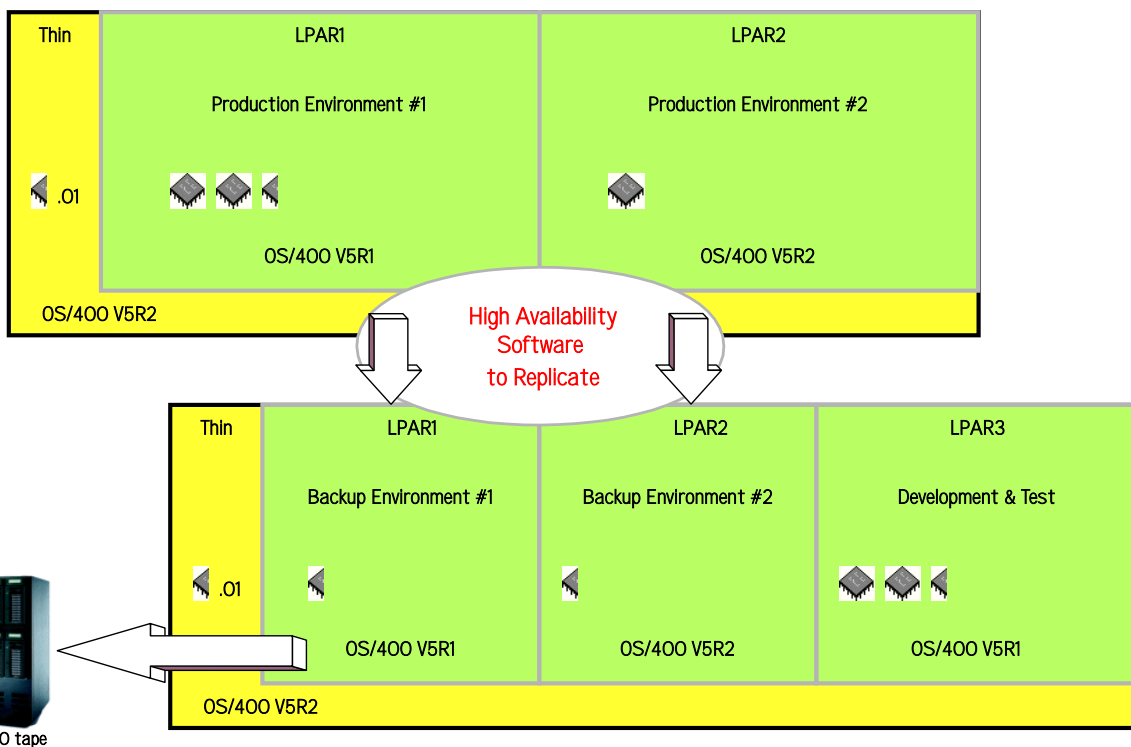 Thin
LPAR1
LPAR2
Production Environment #1
Production Environment #2
.01
OS/400 V5R1
OS/400 V5R2
OS/400 V5R2
High Availability
Software
to Replicate
Thin
LPAR1
LPAR2
LPAR3
Backup Environment #1
Backup Environment #2
Development & Test
.01
OS/400 V5R1
OS/400 V5R2
OS/400 V5R1
OS/400 V5R2
O tape